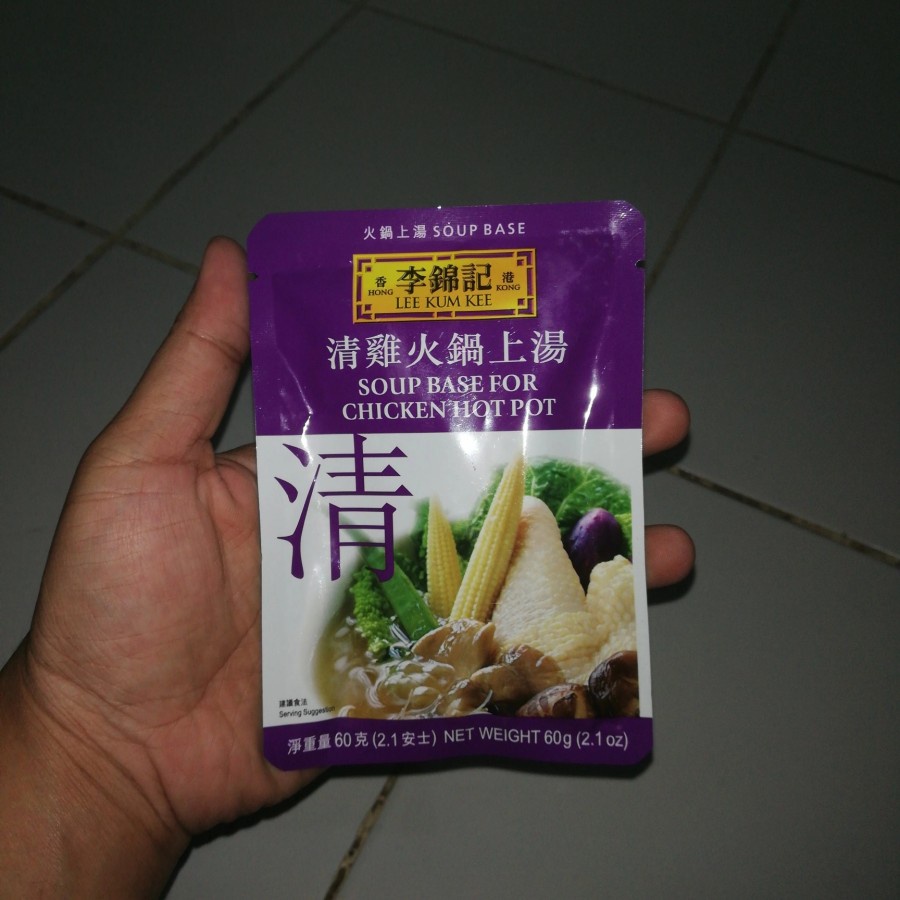 火鍋上湯 SOUP BASE
香 李錦記 港
HONG LEE KUM KEE KONG
清雞火鍋上湯
SOUP BASE FOR
CHICKEN HOT POT
清
建議食法
Serving Suggestion
淨重量 60 克 (2.1 安士) NET WEIGHT 60g (2.1 oz)